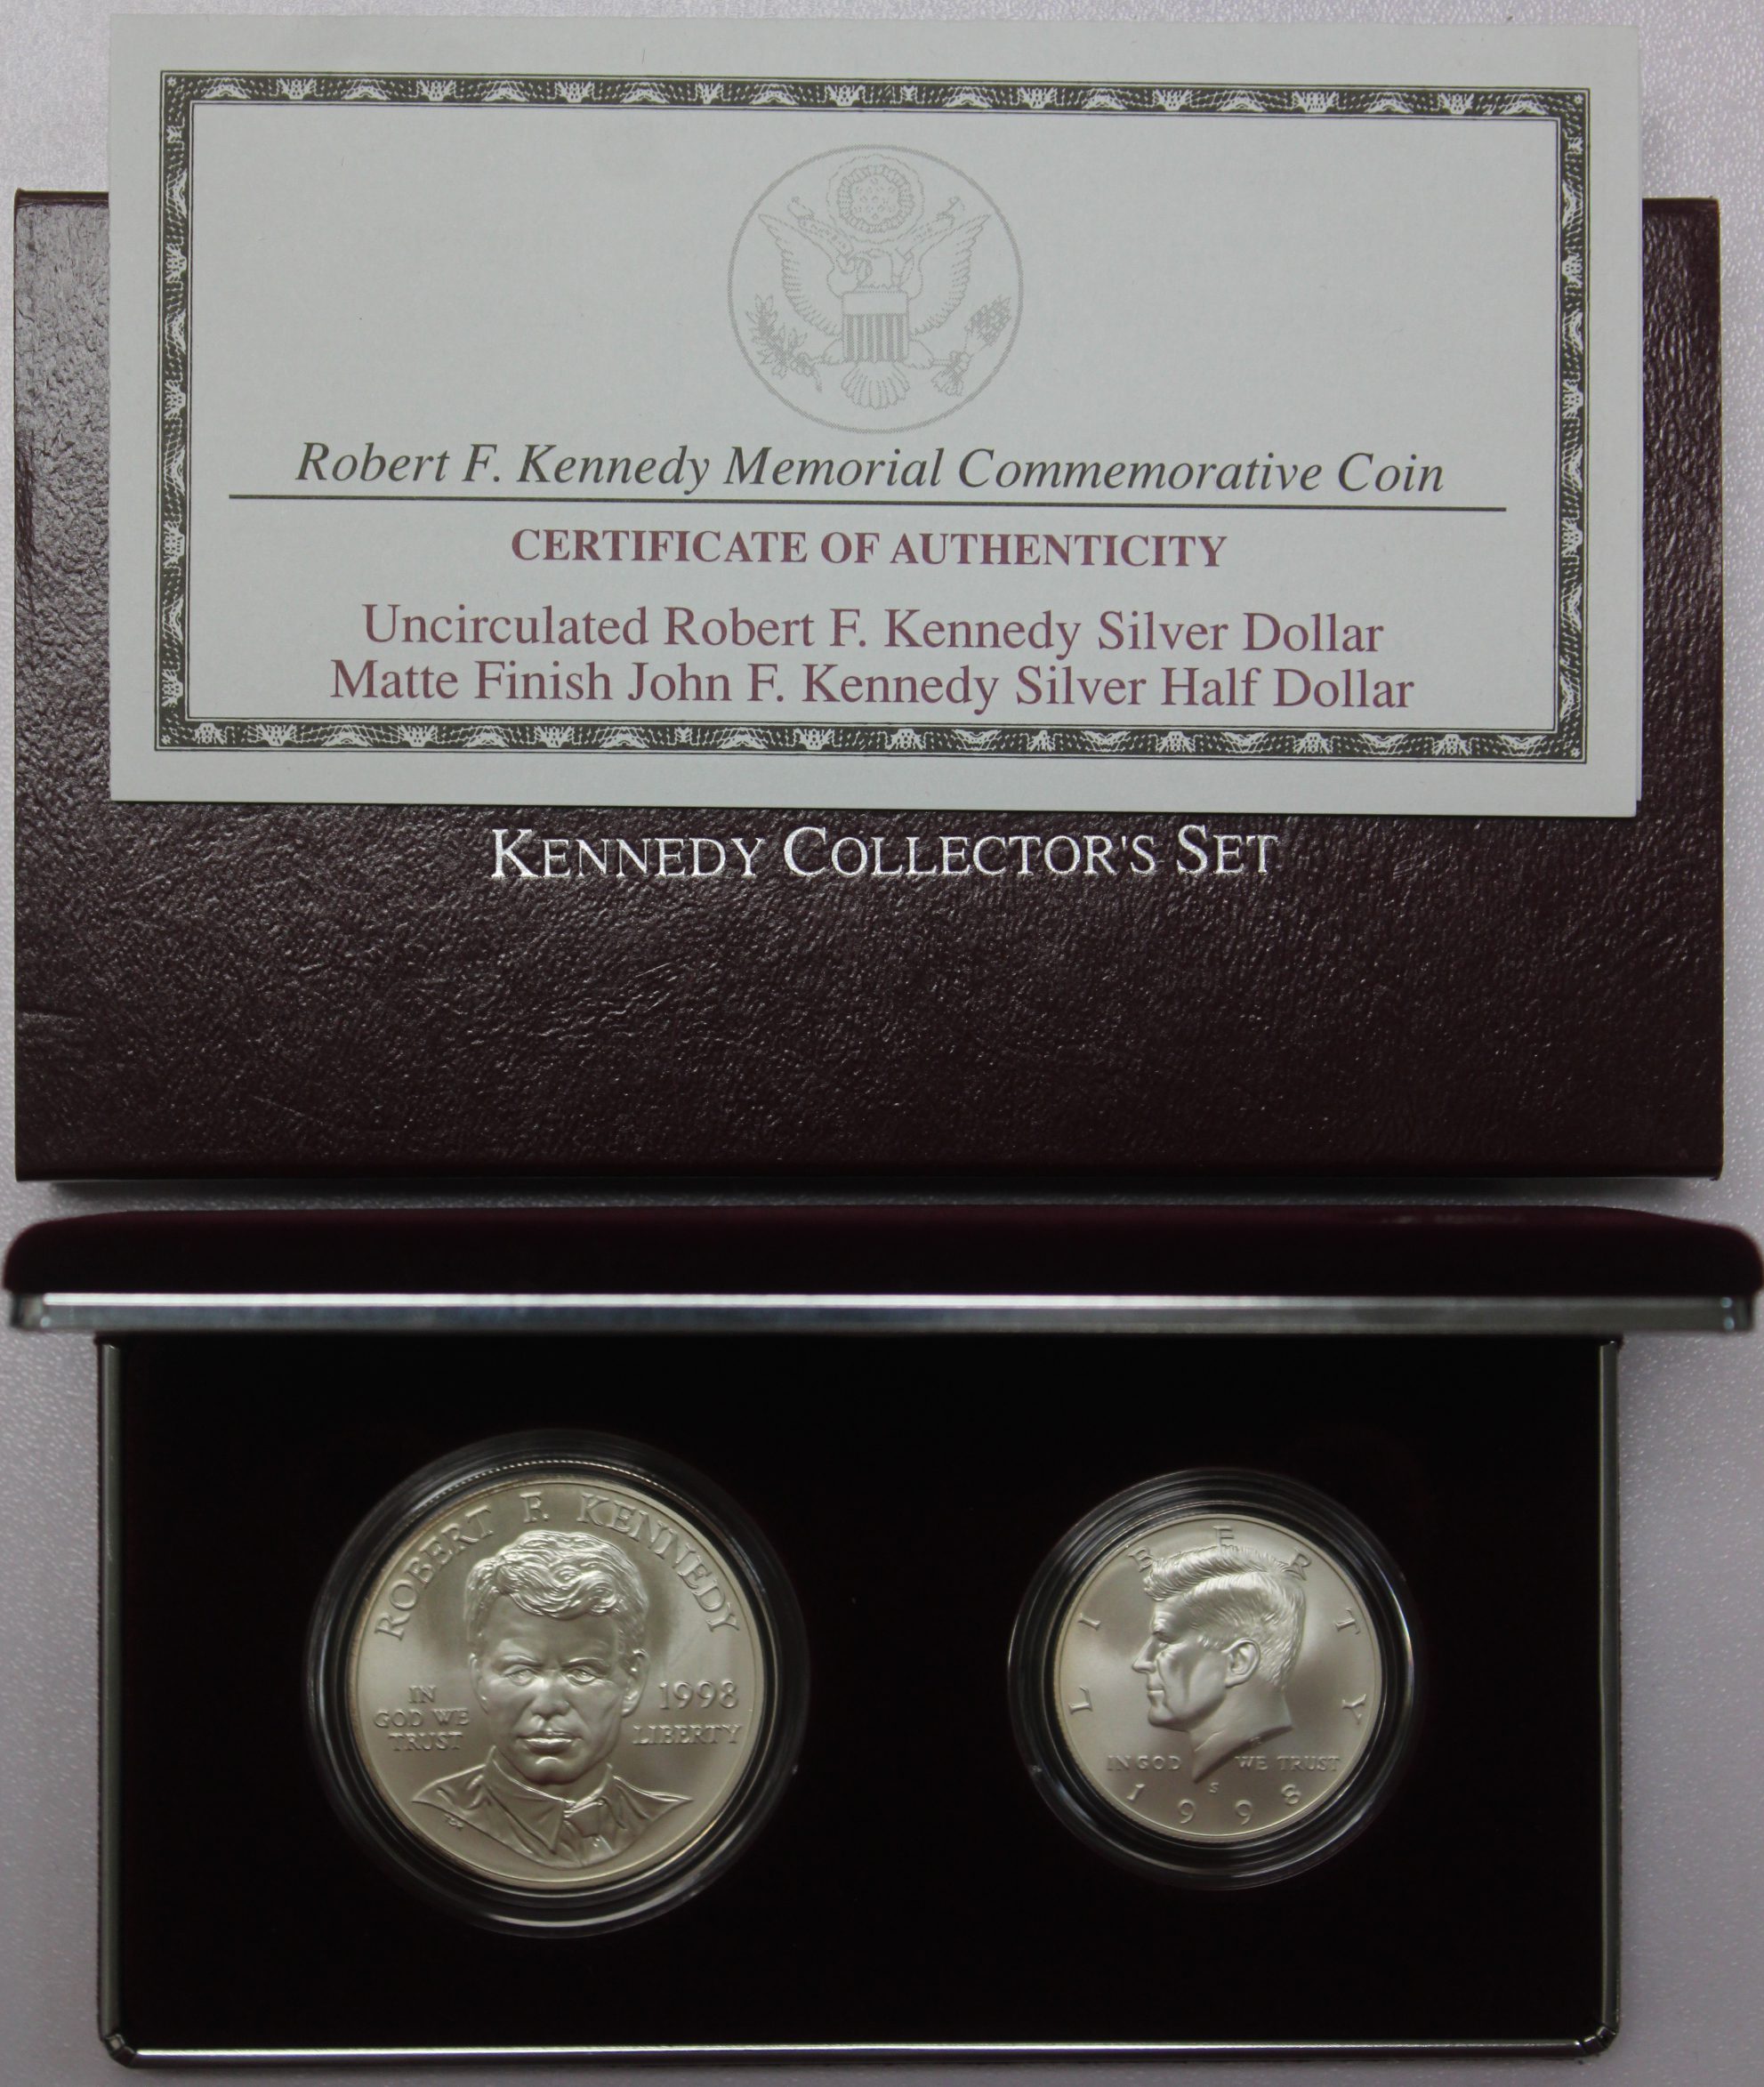 Robert F. Kennedy Memorial Commemorative Coin
CERTIFICATE OF AUTHENTICITY
Uncirculated Robert F. Kennedy Silver Dollar
Matte Finish John F. Kennedy Silver Half Dollar
KENNEDY COLLECTOR'S SET
ROBERT F. KENNEDY
IN
GOD WE
TRUST
1998
LIBERTY
LIBERTY
IN GOD WE TRUST
S
1998